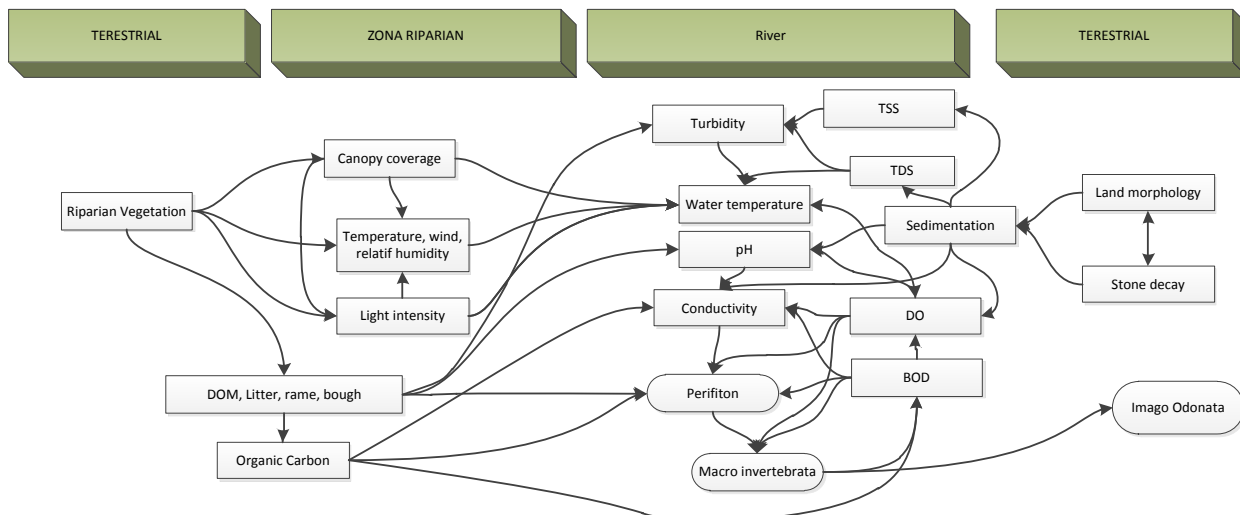 TERESTRIAL
ZONA RIPARIAN
River
TERESTRIAL
Turbidity
TSS
Canopy coverage
TDS
Riparian Vegetation
Water temperature
Land morphology
Temperature, wind,
relatif humidity
Sedimentation
pH
Stone decay
Light intensity
Conductivity
DO
DOM, Litter, rame, bough
Perifiton
BOD
Imago Odonata
Organic Carbon
Macro invertebrata